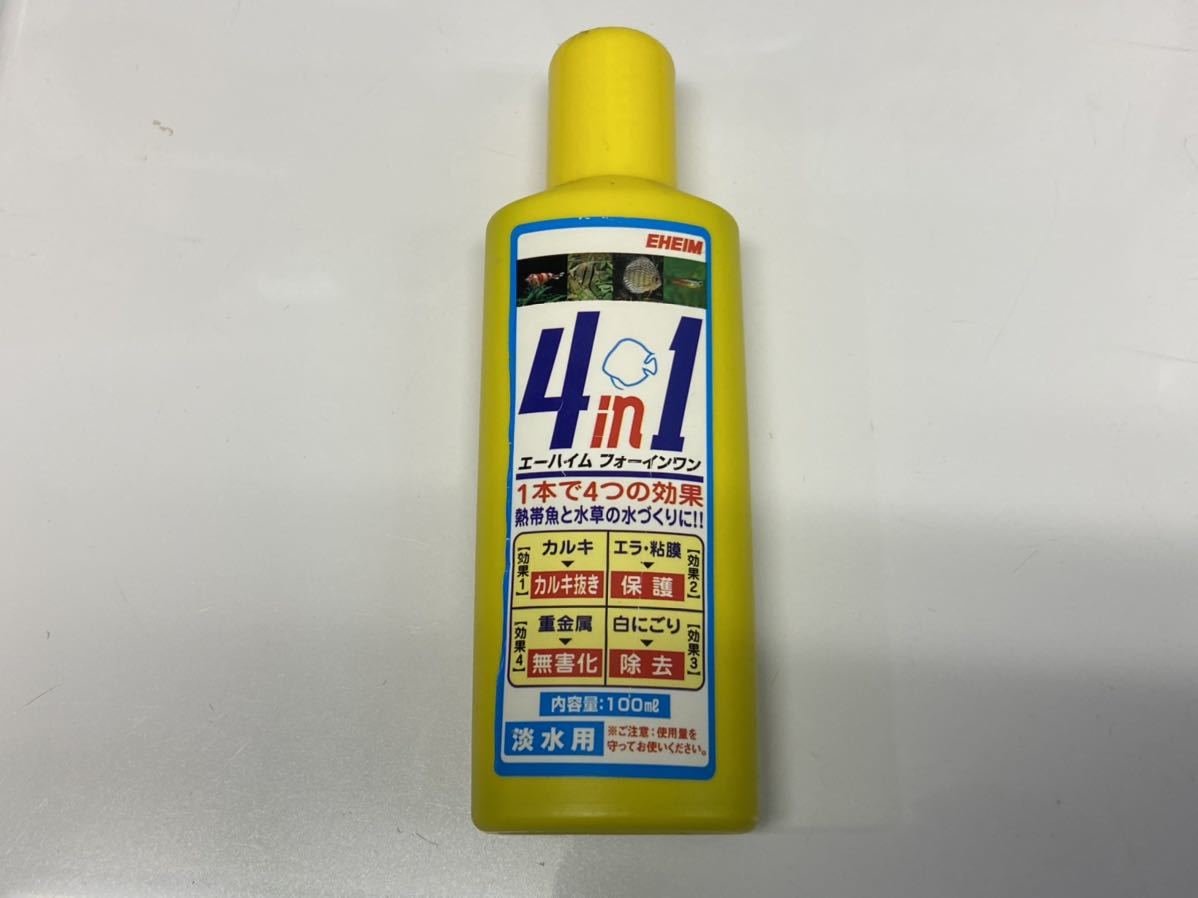 EHEIM
4in1
エーハイム フォーインワン
1本で4つの効果
熱帯魚と水草の水づくりに!!
【効果1】
カルキ
カルキ抜き
エラ・粘膜
保護
【効果2】
【効果4】
重金属
無害化
白にごり
除去
【効果3】
内容量:100mℓ
淡水用
※ご注意:使用量を
守ってお使いください。